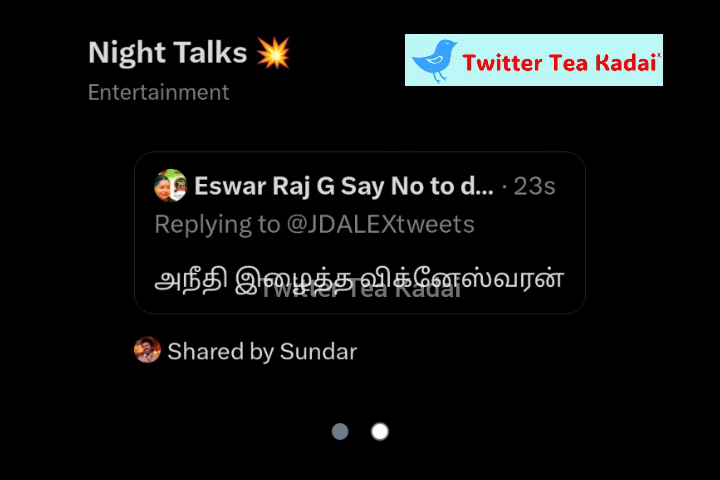 Night Talks 💥
Twitter Tea Kadai
Entertainment
Eswar Raj G Say No to d... · 23s
Replying to @JDALEXtweets
அநீதி இழைத்த விக்னேஸ்வரன்
Twitter Tea Kadai
Shared by Sundar